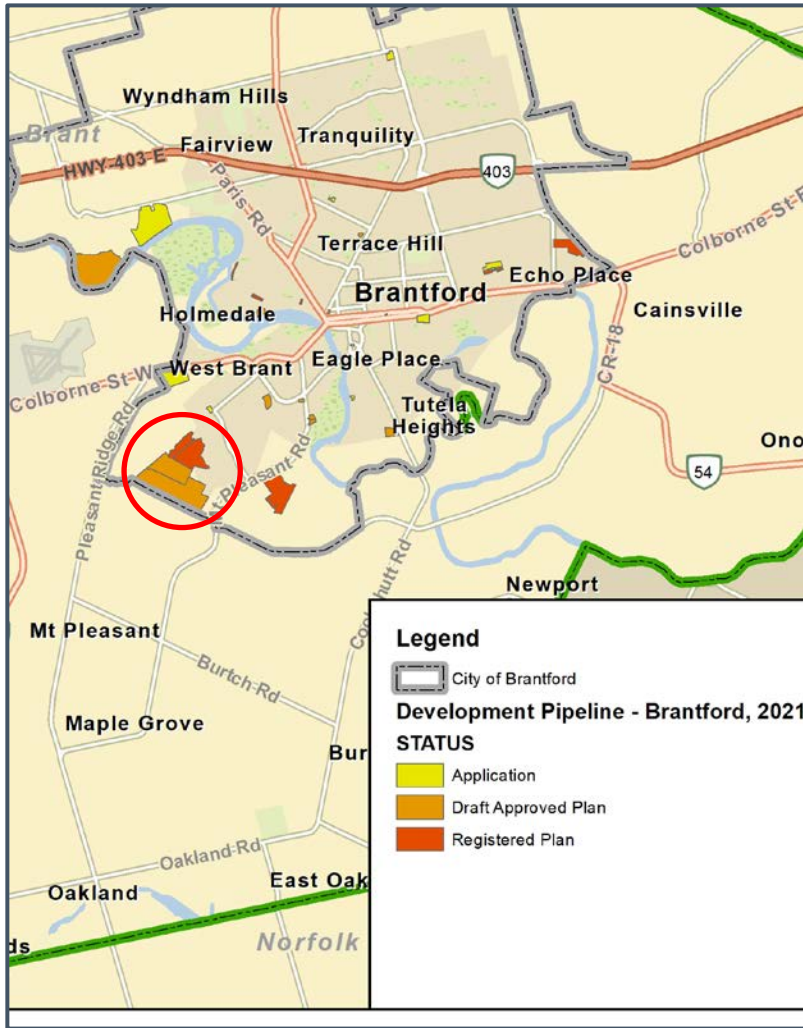 Wyndham Hills
Brant
Tranquility
Fairview
HWY 403 E
403
Paris Rd
Colborne St E
Terrace Hill
Echo Place
Brantford
Cainsville
Holmedale
CR-18
Eagle Place
West Brant
Colborne St W
Tutela
Heights
Ono
54
Pleasant Ridge Rd
Mt Pleasant Rd
Newport
Mt Pleasant
Burtch Rd
Maple Grove
Bur
Oakland Rd
Oakland
East Oak
ds
Norfolk
Legend
City of Brantford
Development Pipeline - Brantford, 2021
STATUS
Application
Draft Approved Plan
Registered Plan